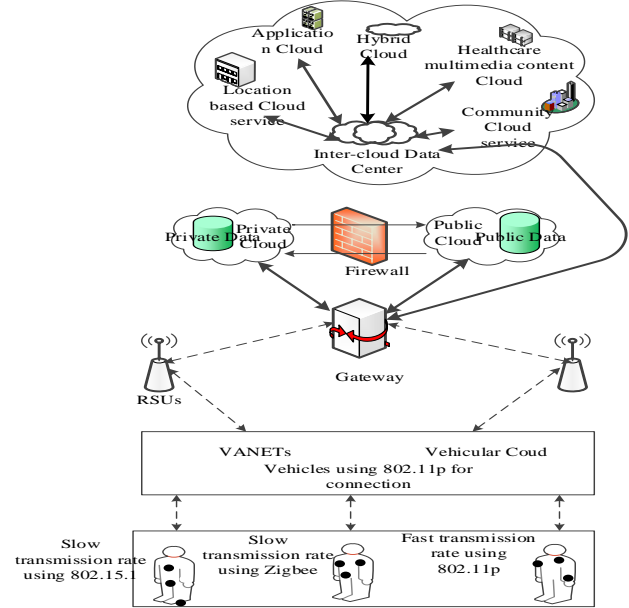 Applicatio
n Cloud
Hybrid
Cloud
Healthcare
multimedia content
Cloud
Location
based Cloud
service
Community
Cloud
service
Inter-cloud Data
Center
Private Data
Private
Cloud
Public
Cloud
Public Data
Firewall
Gateway
RSUs
VANETs
Vehicular Coud
Vehicles using 802.11p for
connection
Slow
transmission rate
using 802.15.1
Slow
transmission rate
using Zigbee
Fast transmission
rate using
802.11p